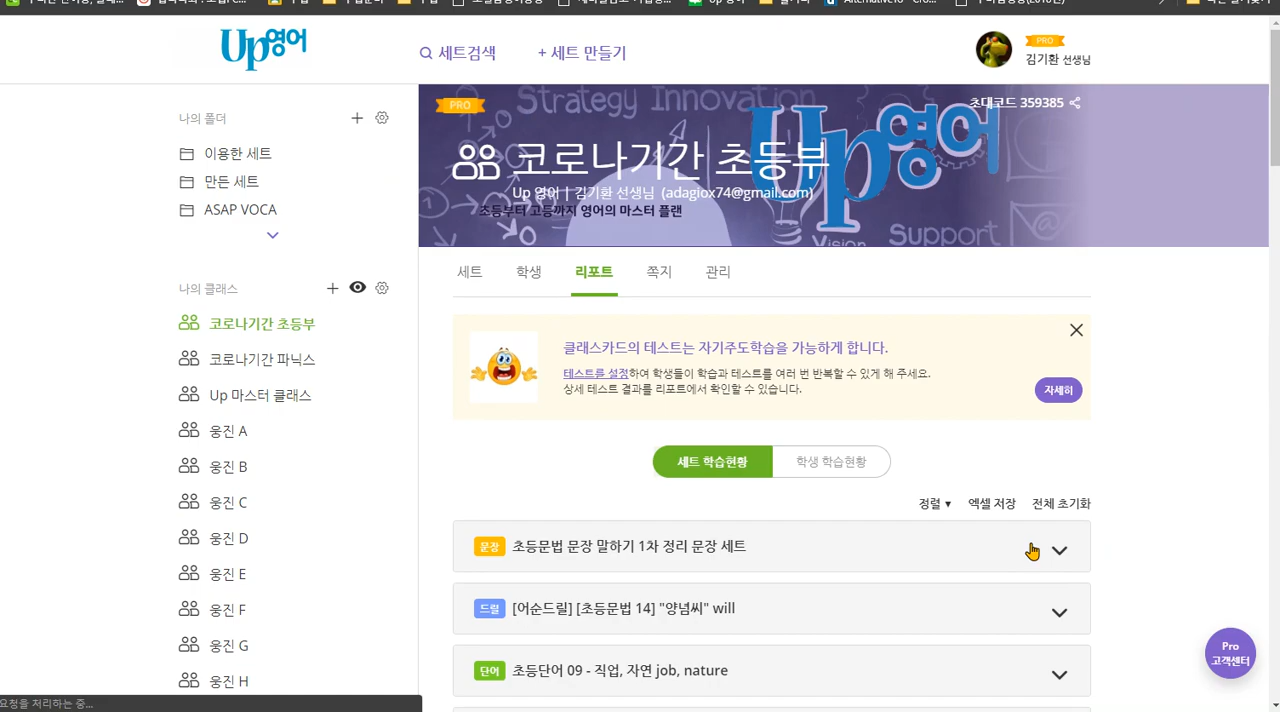 Up영어
세트검색
+ 세트 만들기
PRO
김기환 선생님
나의 폴더
이용한 세트
만든 세트
ASAP VOCA
나의 클래스
코로나기간 초등부
코로나기간 파닉스
Up 마스터 클래스
웅진 A
웅진 B
웅진 C
웅진 D
웅진 E
웅진 F
웅진 G
웅진 H
PRO
Strategy Innovation
초대코드 359385
코로나기간 초등뷰
Up영어
Up 영어 | 김기환 선생님 (adagiox74@gmail.com)
초등부터 고등까지 영어의 마스터 플랜
Vision
Support
세트
학생
리포트
쪽지
관리
클래스카드의 테스트는 자기주도학습을 가능하게 합니다.
테스트를 설정하여 학생들이 학습과 테스트를 여러 번 반복할 수 있게 해 주세요.
상세 테스트 결과를 리포트에서 확인할 수 있습니다.
자세히
세트 학습현황
학생 학습현황
정렬 ▾
엑셀 저장
전체 초기화
문장 초등문법 문장 말하기 1차 정리 문장 세트
드릴 [어순드릴] [초등문법 14] "양념씨" will
단어 초등단어 09 - 직업, 자연 job, nature
Pro
고객센터
요청을 처리하는 중...